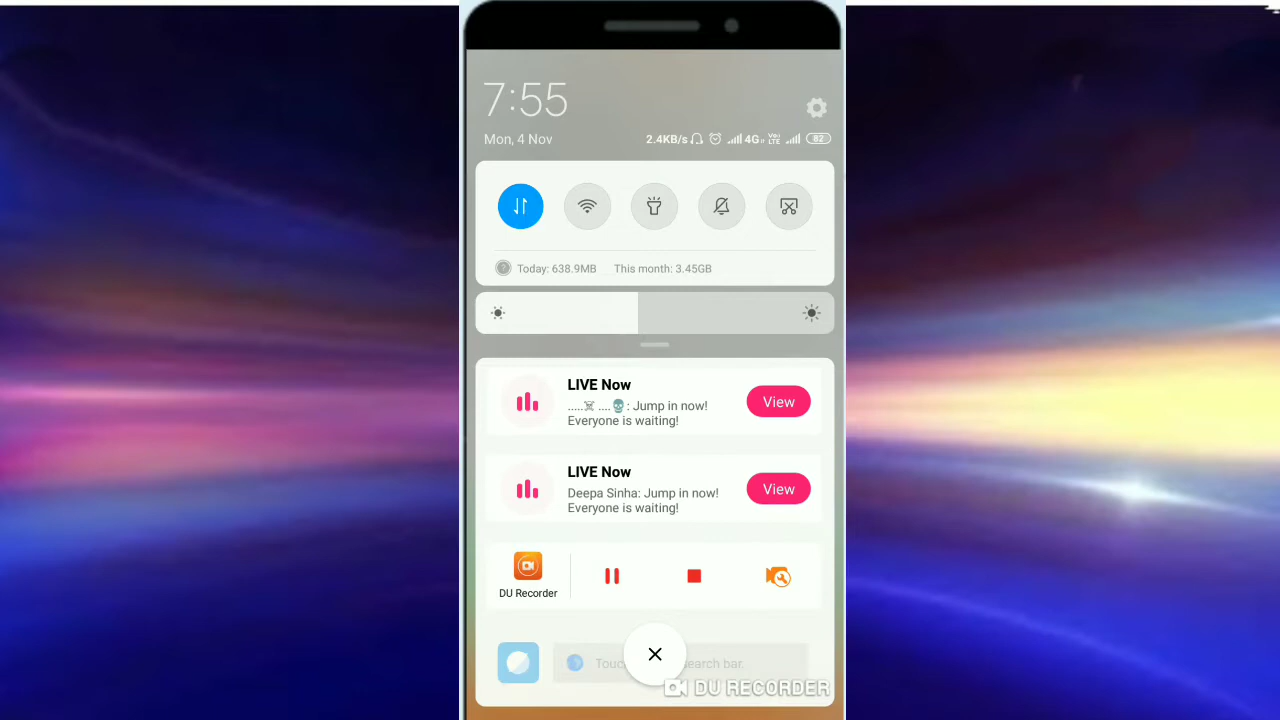 7:55
Mon, 4 Nov
2.4KB/s 4G VoLTE 82
Today: 638.9MB This month: 3.45GB
LIVE Now
.....☠ ....💀: Jump in now!
Everyone is waiting!
View
LIVE Now
Deepa Sinha: Jump in now!
Everyone is waiting!
View
DU Recorder
search bar.
DU RECORDER